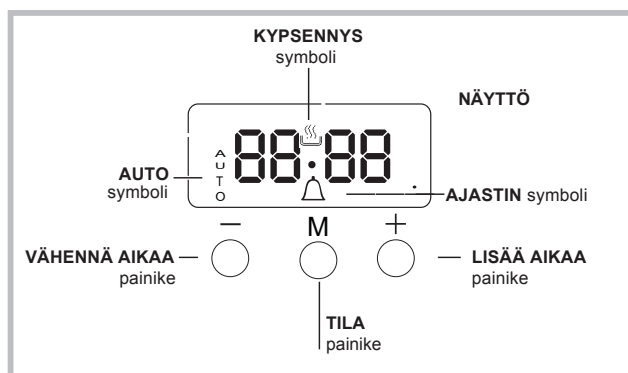 KYPSENNYS
symboli
NÄYTTÖ
88:88
AUTO
AUTO
symboli
AJASTIN symboli
− M +
VÄHENNÄ AIKAA
painike
LISÄÄ AIKAA
painike
TILA
painike